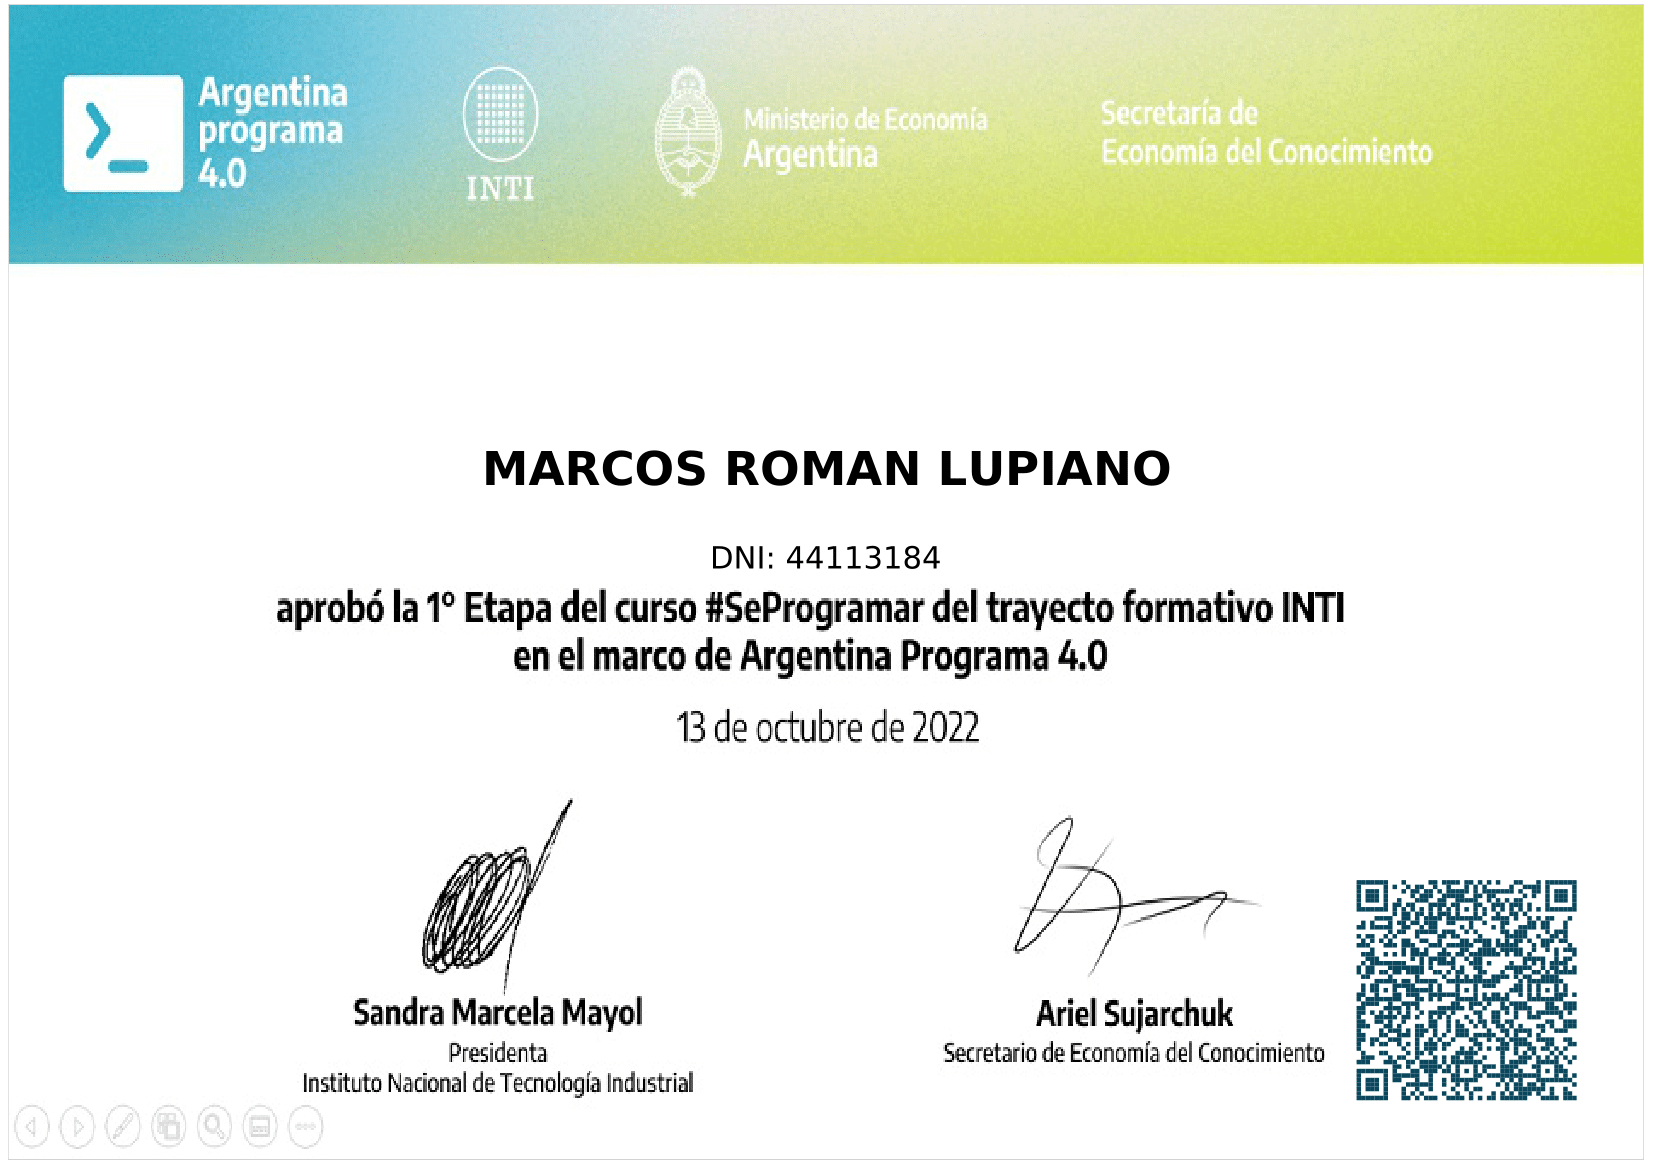 Argentina
programa
4.0
INTI
Ministerio de Economía
Argentina
Secretaría de
Economía del Conocimiento
MARCOS ROMAN LUPIANO
DNI: 44113184
aprobó la 1° Etapa del curso #SeProgramar del trayecto formativo INTI
en el marco de Argentina Programa 4.0
13 de octubre de 2022
Sandra Marcela Mayol
Presidenta
Instituto Nacional de Tecnología Industrial
Ariel Sujarchuk
Secretario de Economía del Conocimiento